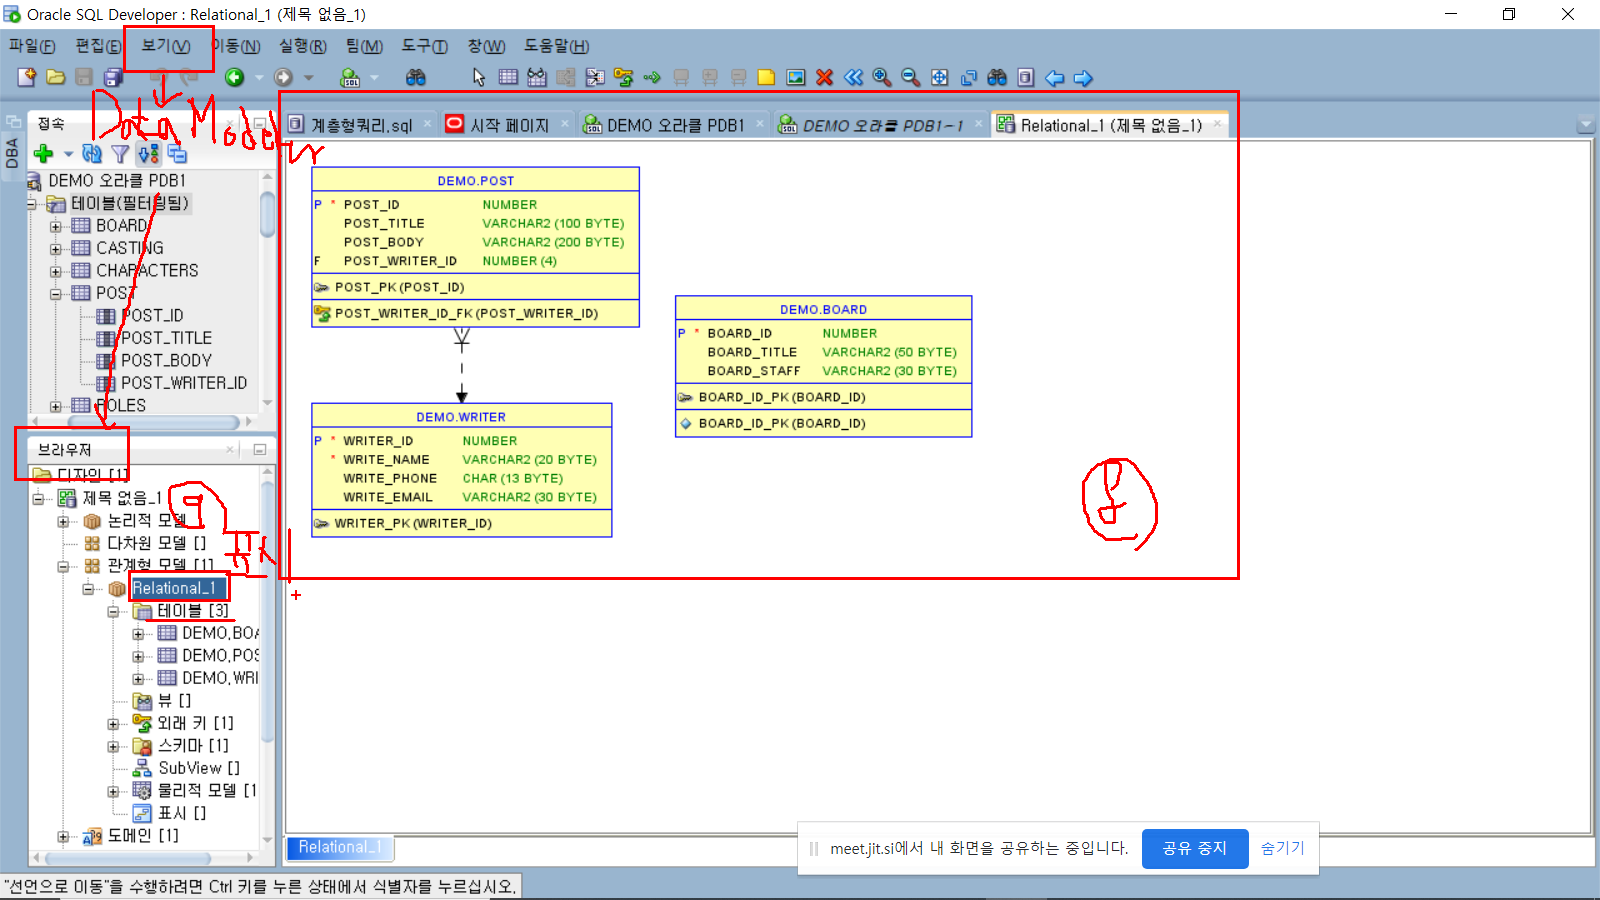 Oracle SQL Developer : Relational_1 (제목 없음_1)
파일(F) 편집(E) 보기(V) 이동(N) 실행(R) 팀(M) 도구(T) 창(W) 도움말(H)
Data Modeler
DBA
접속
DEMO 오라클 PDB1
테이블(필터링됨)
BOARD
CASTING
CHARACTERS
POST
POST_ID
POST_TITLE
POST_BODY
POST_WRITER_ID
ROLES
브라우저
디자인 [1]
제목 없음_1
논리적 모델
다차원 모델 []
관계형 모델 [1]
Relational_1
테이블 [3]
DEMO.BOA
DEMO.POS
DEMO.WRI
뷰 []
외래 키 [1]
스키마 [1]
SubView []
물리적 모델 [1
표시 []
도메인 [1]
계층형쿼리.sql 시작 페이지 DEMO 오라클 PDB1 DEMO 오라클 PDB1-1 Relational_1 (제목 없음_1)
DEMO.POST
P * POST_ID NUMBER
POST_TITLE VARCHAR2 (100 BYTE)
POST_BODY VARCHAR2 (200 BYTE)
F POST_WRITER_ID NUMBER (4)
POST_PK (POST_ID)
POST_WRITER_ID_FK (POST_WRITER_ID)
DEMO.WRITER
P * WRITER_ID NUMBER
* WRITE_NAME VARCHAR2 (20 BYTE)
WRITE_PHONE CHAR (13 BYTE)
WRITE_EMAIL VARCHAR2 (30 BYTE)
WRITER_PK (WRITER_ID)
DEMO.BOARD
P * BOARD_ID NUMBER
BOARD_TITLE VARCHAR2 (50 BYTE)
BOARD_STAFF VARCHAR2 (30 BYTE)
BOARD_ID_PK (BOARD_ID)
BOARD_ID_PK (BOARD_ID)
Relational_1
meet.jit.si에서 내 화면을 공유하는 중입니다. 공유 중지 숨기기
"선언으로 이동"을 수행하려면 Ctrl 키를 누른 상태에서 식별자를 누르십시오.